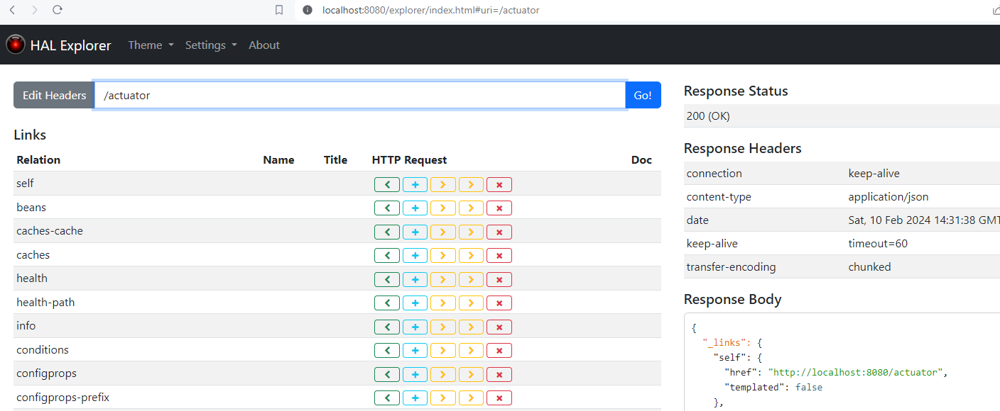 localhost:8080/explorer/index.html#uri=/actuator
HAL Explorer Theme Settings About
Edit Headers /actuator Go!
Links
Relation Name Title HTTP Request Doc
self
beans
caches-cache
caches
health
health-path
info
conditions
configprops
configprops-prefix
Response Status
200 (OK)
Response Headers
connection keep-alive
content-type application/json
date Sat, 10 Feb 2024 14:31:38 GMT
keep-alive timeout=60
transfer-encoding chunked
Response Body
{
"_links": {
"self": {
"href": "http://localhost:8080/actuator",
"templated": false
},